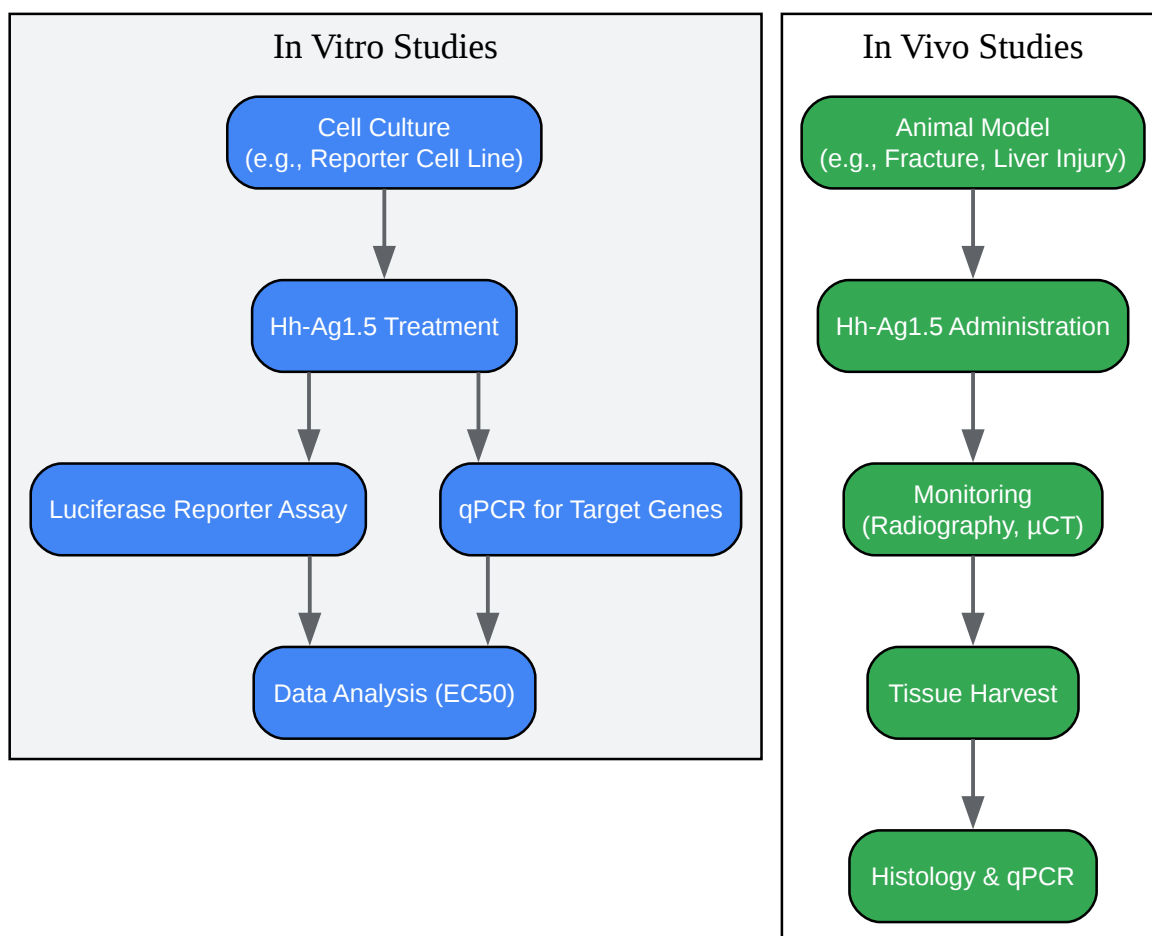 In Vitro Studies
Cell Culture
(e.g., Reporter Cell Line)
Hh-Ag1.5 Treatment
Luciferase Reporter Assay
qPCR for Target Genes
Data Analysis (EC50)
In Vivo Studies
Animal Model
(e.g., Fracture, Liver Injury)
Hh-Ag1.5 Administration
Monitoring
(Radiography, µCT)
Tissue Harvest
Histology & qPCR